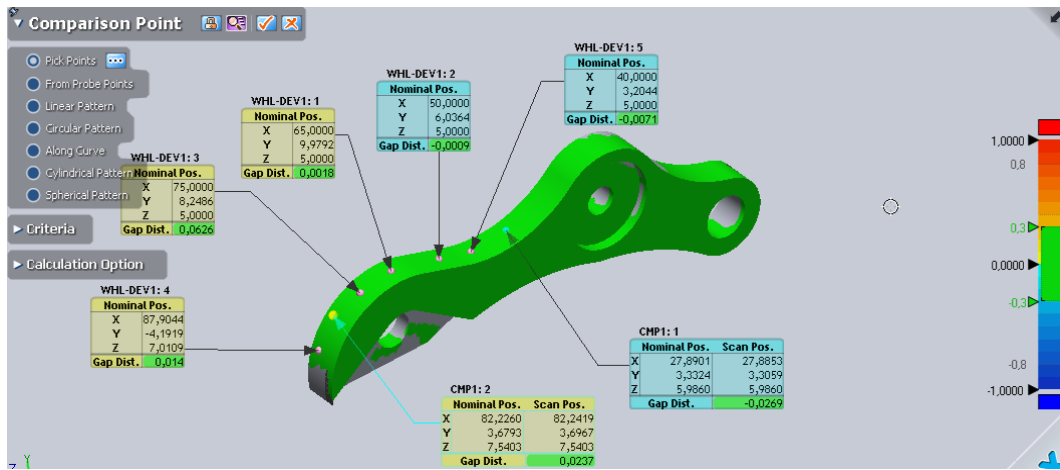 Comparison Point
Pick Points
From Probe Points
Linear Pattern
Circular Pattern
Along Curve
Cylindrical Pattern
Spherical Pattern
Criteria
Calculation Option
WHL-DEV1: 3
Nominal Pos.
X 75,0000
Y 8,2486
Z 5,0000
Gap Dist. 0,0626
WHL-DEV1: 1
Nominal Pos.
X 65,0000
Y 9,9792
Z 5,0000
Gap Dist. 0,0018
WHL-DEV1: 2
Nominal Pos.
X 50,0000
Y 6,0364
Z 5,0000
Gap Dist. -0,0009
WHL-DEV1: 5
Nominal Pos.
X 40,0000
Y 3,2044
Z 5,0000
Gap Dist. -0,0071
WHL-DEV1: 4
Nominal Pos.
X 87,9044
Y -4,1919
Z 7,0109
Gap Dist. 0,014
CMP1: 2
Nominal Pos. Scan Pos.
X 82,2260 82,2419
Y 3,6793 3,6967
Z 7,5403 7,5403
Gap Dist. 0,0237
CMP1: 1
Nominal Pos. Scan Pos.
X 27,8901 27,8853
Y 3,3324 3,3059
Z 5,9860 5,9860
Gap Dist. -0,0269
1,0000
0,8
0,3
0,0000
-0,3
-0,8
-1,0000
Z Y